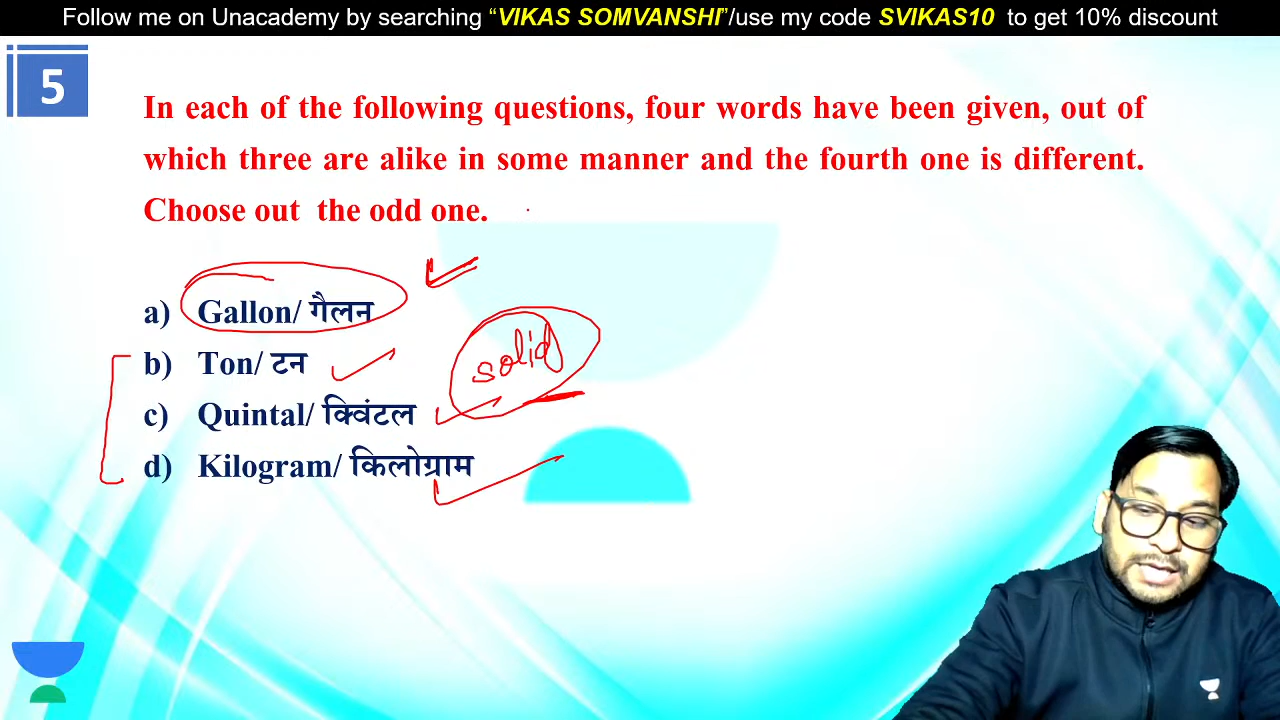 Follow me on Unacademy by searching “VIKAS SOMVANSHI”/use my code SVIKAS10 to get 10% discount
5
In each of the following questions, four words have been given, out of
which three are alike in some manner and the fourth one is different.
Choose out the odd one.
a) Gallon/ गैलन
b) Ton/ टन
solid
c) Quintal/ क्विंटल
d) Kilogram/ किलोग्राम